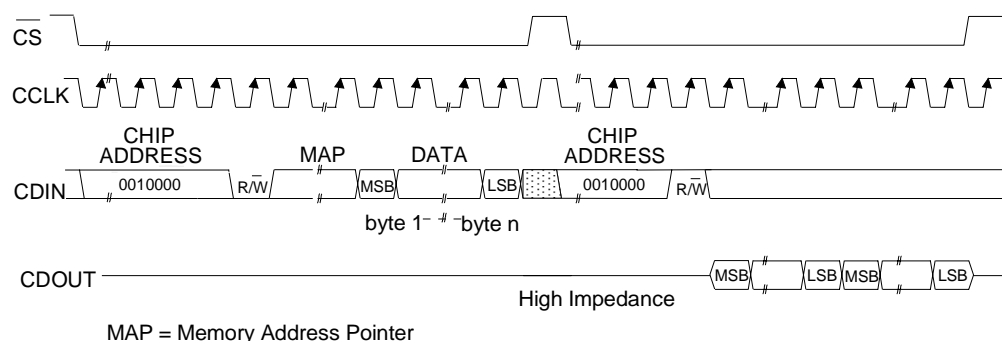 C̅S̅
CCLK
CHIP ADDRESS MAP DATA CHIP ADDRESS
CDIN 0010000 R/W̅ MSB LSB 0010000 R/W̅
byte 1 byte n
CDOUT MSB LSB MSB LSB
High Impedance
MAP = Memory Address Pointer